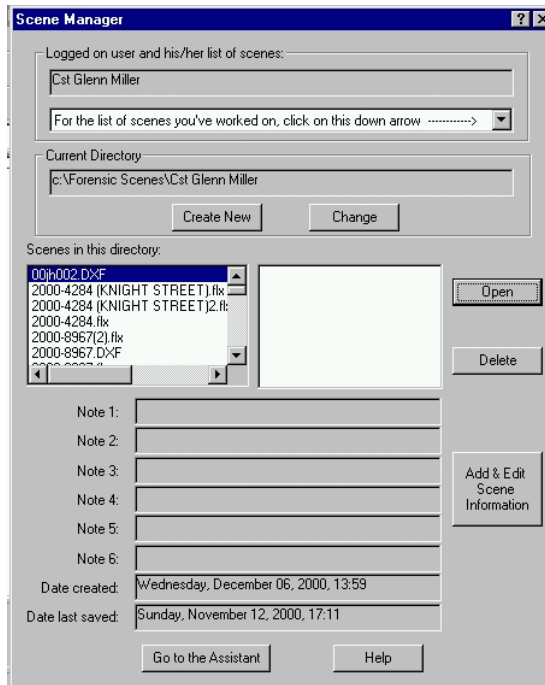 Scene Manager
Logged on user and his/her list of scenes:
Cst Glenn Miller
For the list of scenes you've worked on, click on this down arrow ------------>
Current Directory
c:\Forensic Scenes\Cst Glenn Miller
Create New
Change
Scenes in this directory:
00jh002.DXF
2000-4284 (KNIGHT STREET).flx
2000-4284 (KNIGHT STREET)2.fl
2000-4284.flx
2000-8967(2).flx
2000-8967.DXF
Open
Delete
Note 1:
Note 2:
Note 3:
Note 4:
Note 5:
Note 6:
Add & Edit
Scene
Information
Date created:
Wednesday, December 06, 2000, 13:59
Date last saved:
Sunday, November 12, 2000, 17:11
Go to the Assistant
Help